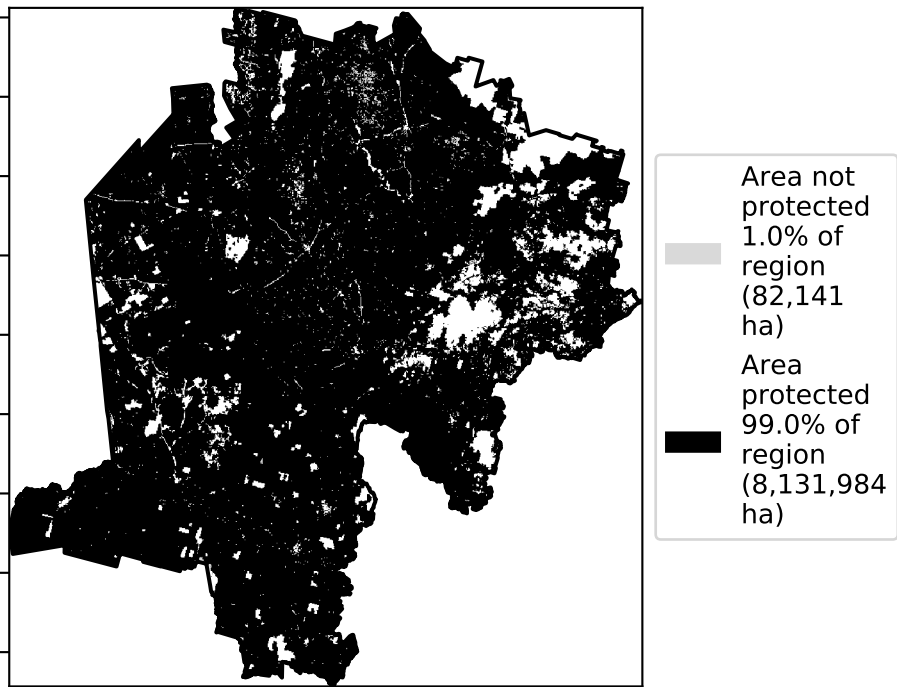 Area not
protected
1.0% of
region
(82,141
ha)
Area
protected
99.0% of
region
(8,131,984
ha)